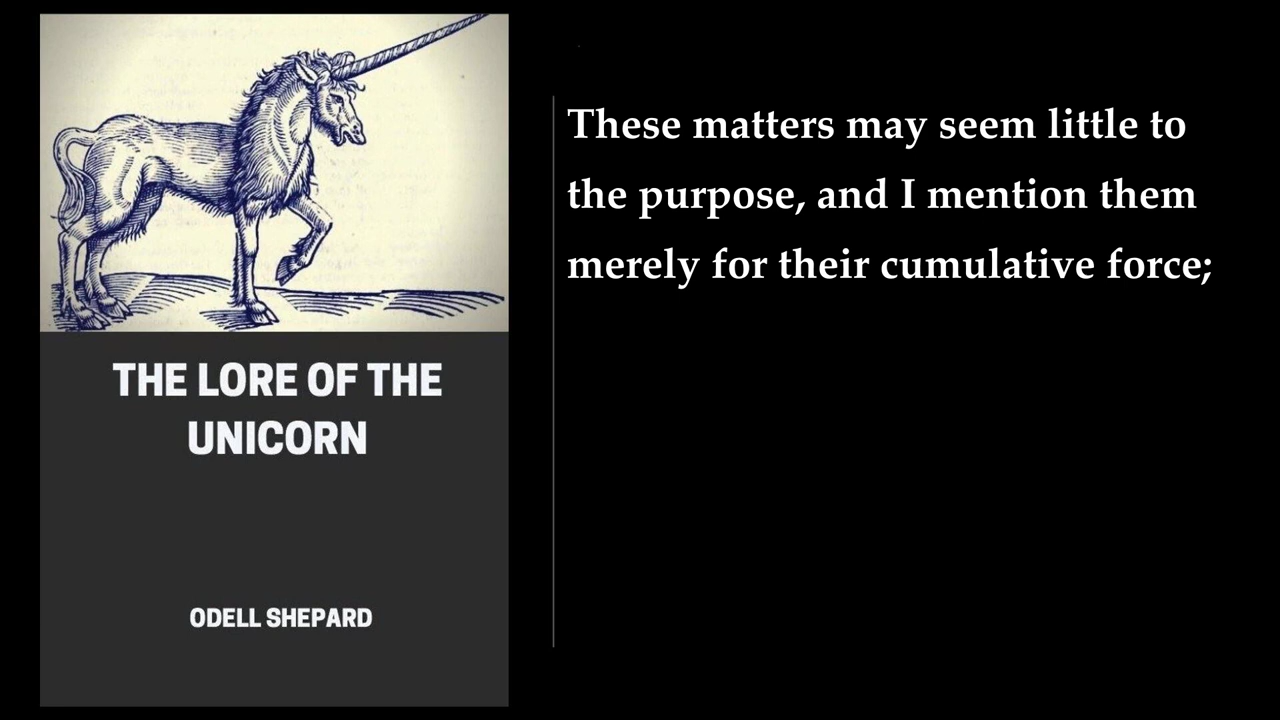 THE LORE OF THE
UNICORN
ODELL SHEPARD
These matters may seem little to
the purpose, and I mention them
merely for their cumulative force;